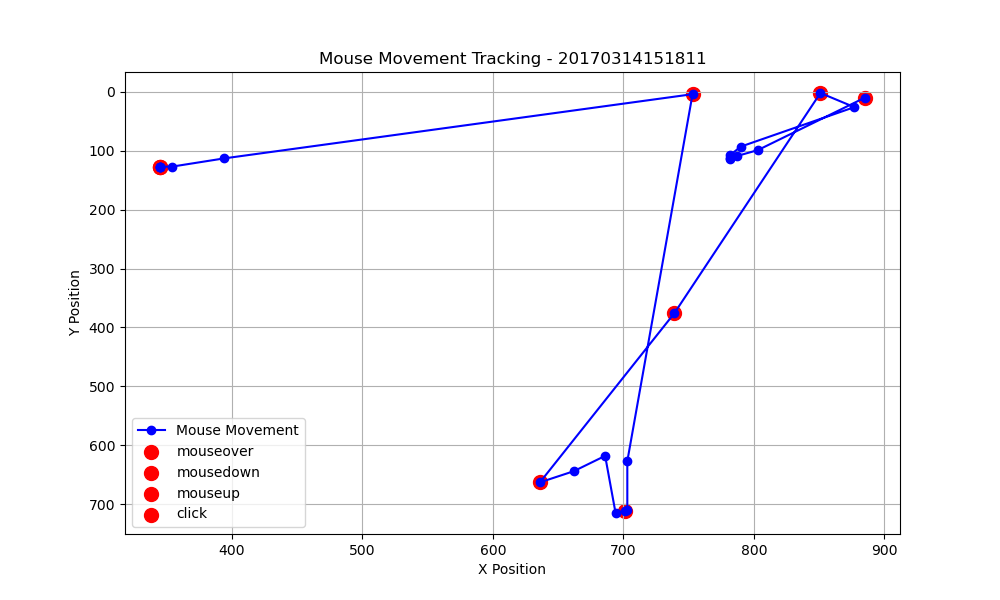 Mouse Movement Tracking - 20170314151811
0
100
200
300
400
500
600
700
Y Position
Mouse Movement
mouseover
mousedown
mouseup
click
400
500
600
700
800
900
X Position